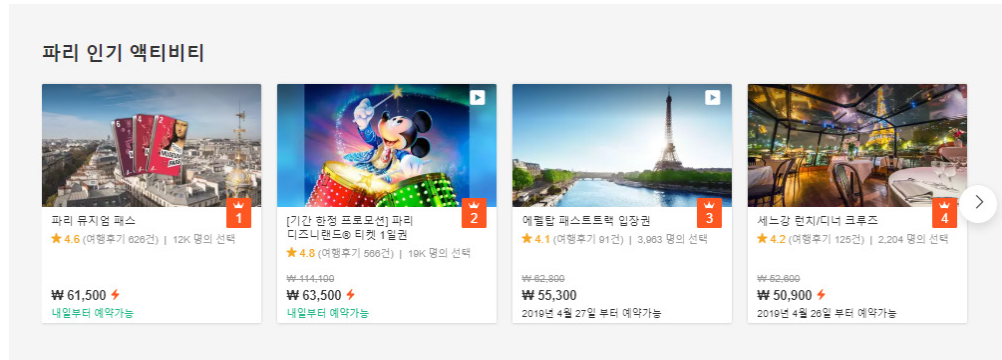 파리 인기 액티비티
6
4
2
1
파리 뮤지엄 패스
★ 4.6 (여행후기 626건) | 12K 명의 선택
₩ 61,500
내일부터 예약가능
2
[기간 한정 프로모션] 파리
디즈니랜드® 티켓 1일권
★ 4.8 (여행후기 566건) | 19K 명의 선택
₩ 114,100
₩ 63,500
내일부터 예약가능
3
에펠탑 패스트트랙 입장권
★ 4.1 (여행후기 91건) | 3,963 명의 선택
₩ 62,800
₩ 55,300
2019년 4월 27일 부터 예약가능
4
세느강 런치/디너 크루즈
★ 4.2 (여행후기 125건) | 2,204 명의 선택
₩ 52,600
₩ 50,900
2019년 4월 26일 부터 예약가능